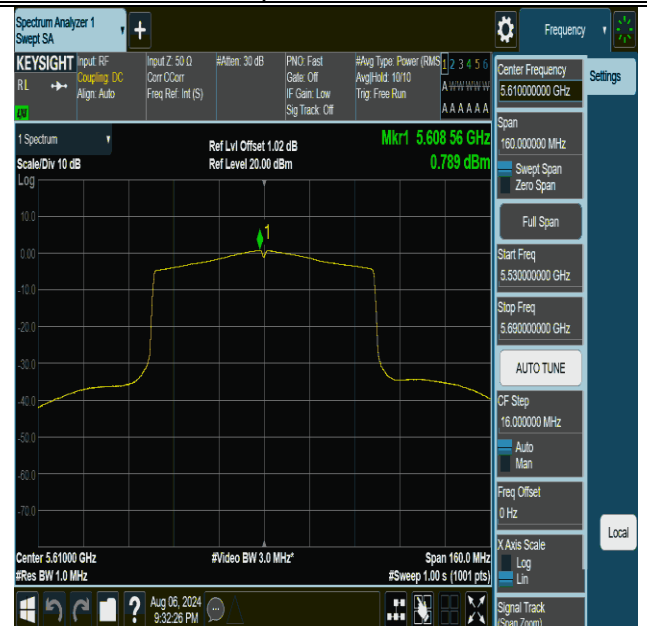 Spectrum Analyzer 1
Swept SA
+
Frequency
KEYSIGHT
RL
LXI
Input: RF
Coupling: DC
Align: Auto
Input Z: 50 Ω
Corr CCorr
Freq Ref: Int (S)
#Atten: 30 dB
PNO: Fast
Gate: Off
IF Gain: Low
Sig Track: Off
#Avg Type: Power (RMS
Avg|Hold: 10/10
Trig: Free Run
1 2 3 4 5 6
A W W W W W
A A A A A A
1 Spectrum
Scale/Div 10 dB
Log
Ref Lvl Offset 1.02 dB
Ref Level 20.00 dBm
Mkr1 5.608 56 GHz
0.789 dBm
1
10.0
0.00
-10.0
-20.0
-30.0
-40.0
-50.0
-60.0
-70.0
Center 5.61000 GHz
#Res BW 1.0 MHz
#Video BW 3.0 MHz*
Span 160.0 MHz
#Sweep 1.00 s (1001 pts)
Aug 06, 2024
9:32:26 PM
?
Center Frequency
5.610000000 GHz
Settings
Span
160.000000 MHz
Swept Span
Zero Span
Full Span
Start Freq
5.530000000 GHz
Stop Freq
5.690000000 GHz
AUTO TUNE
CF Step
16.000000 MHz
Auto
Man
Freq Offset
0 Hz
X Axis Scale
Log
Lin
Local
Signal Track
(Span Zoom)